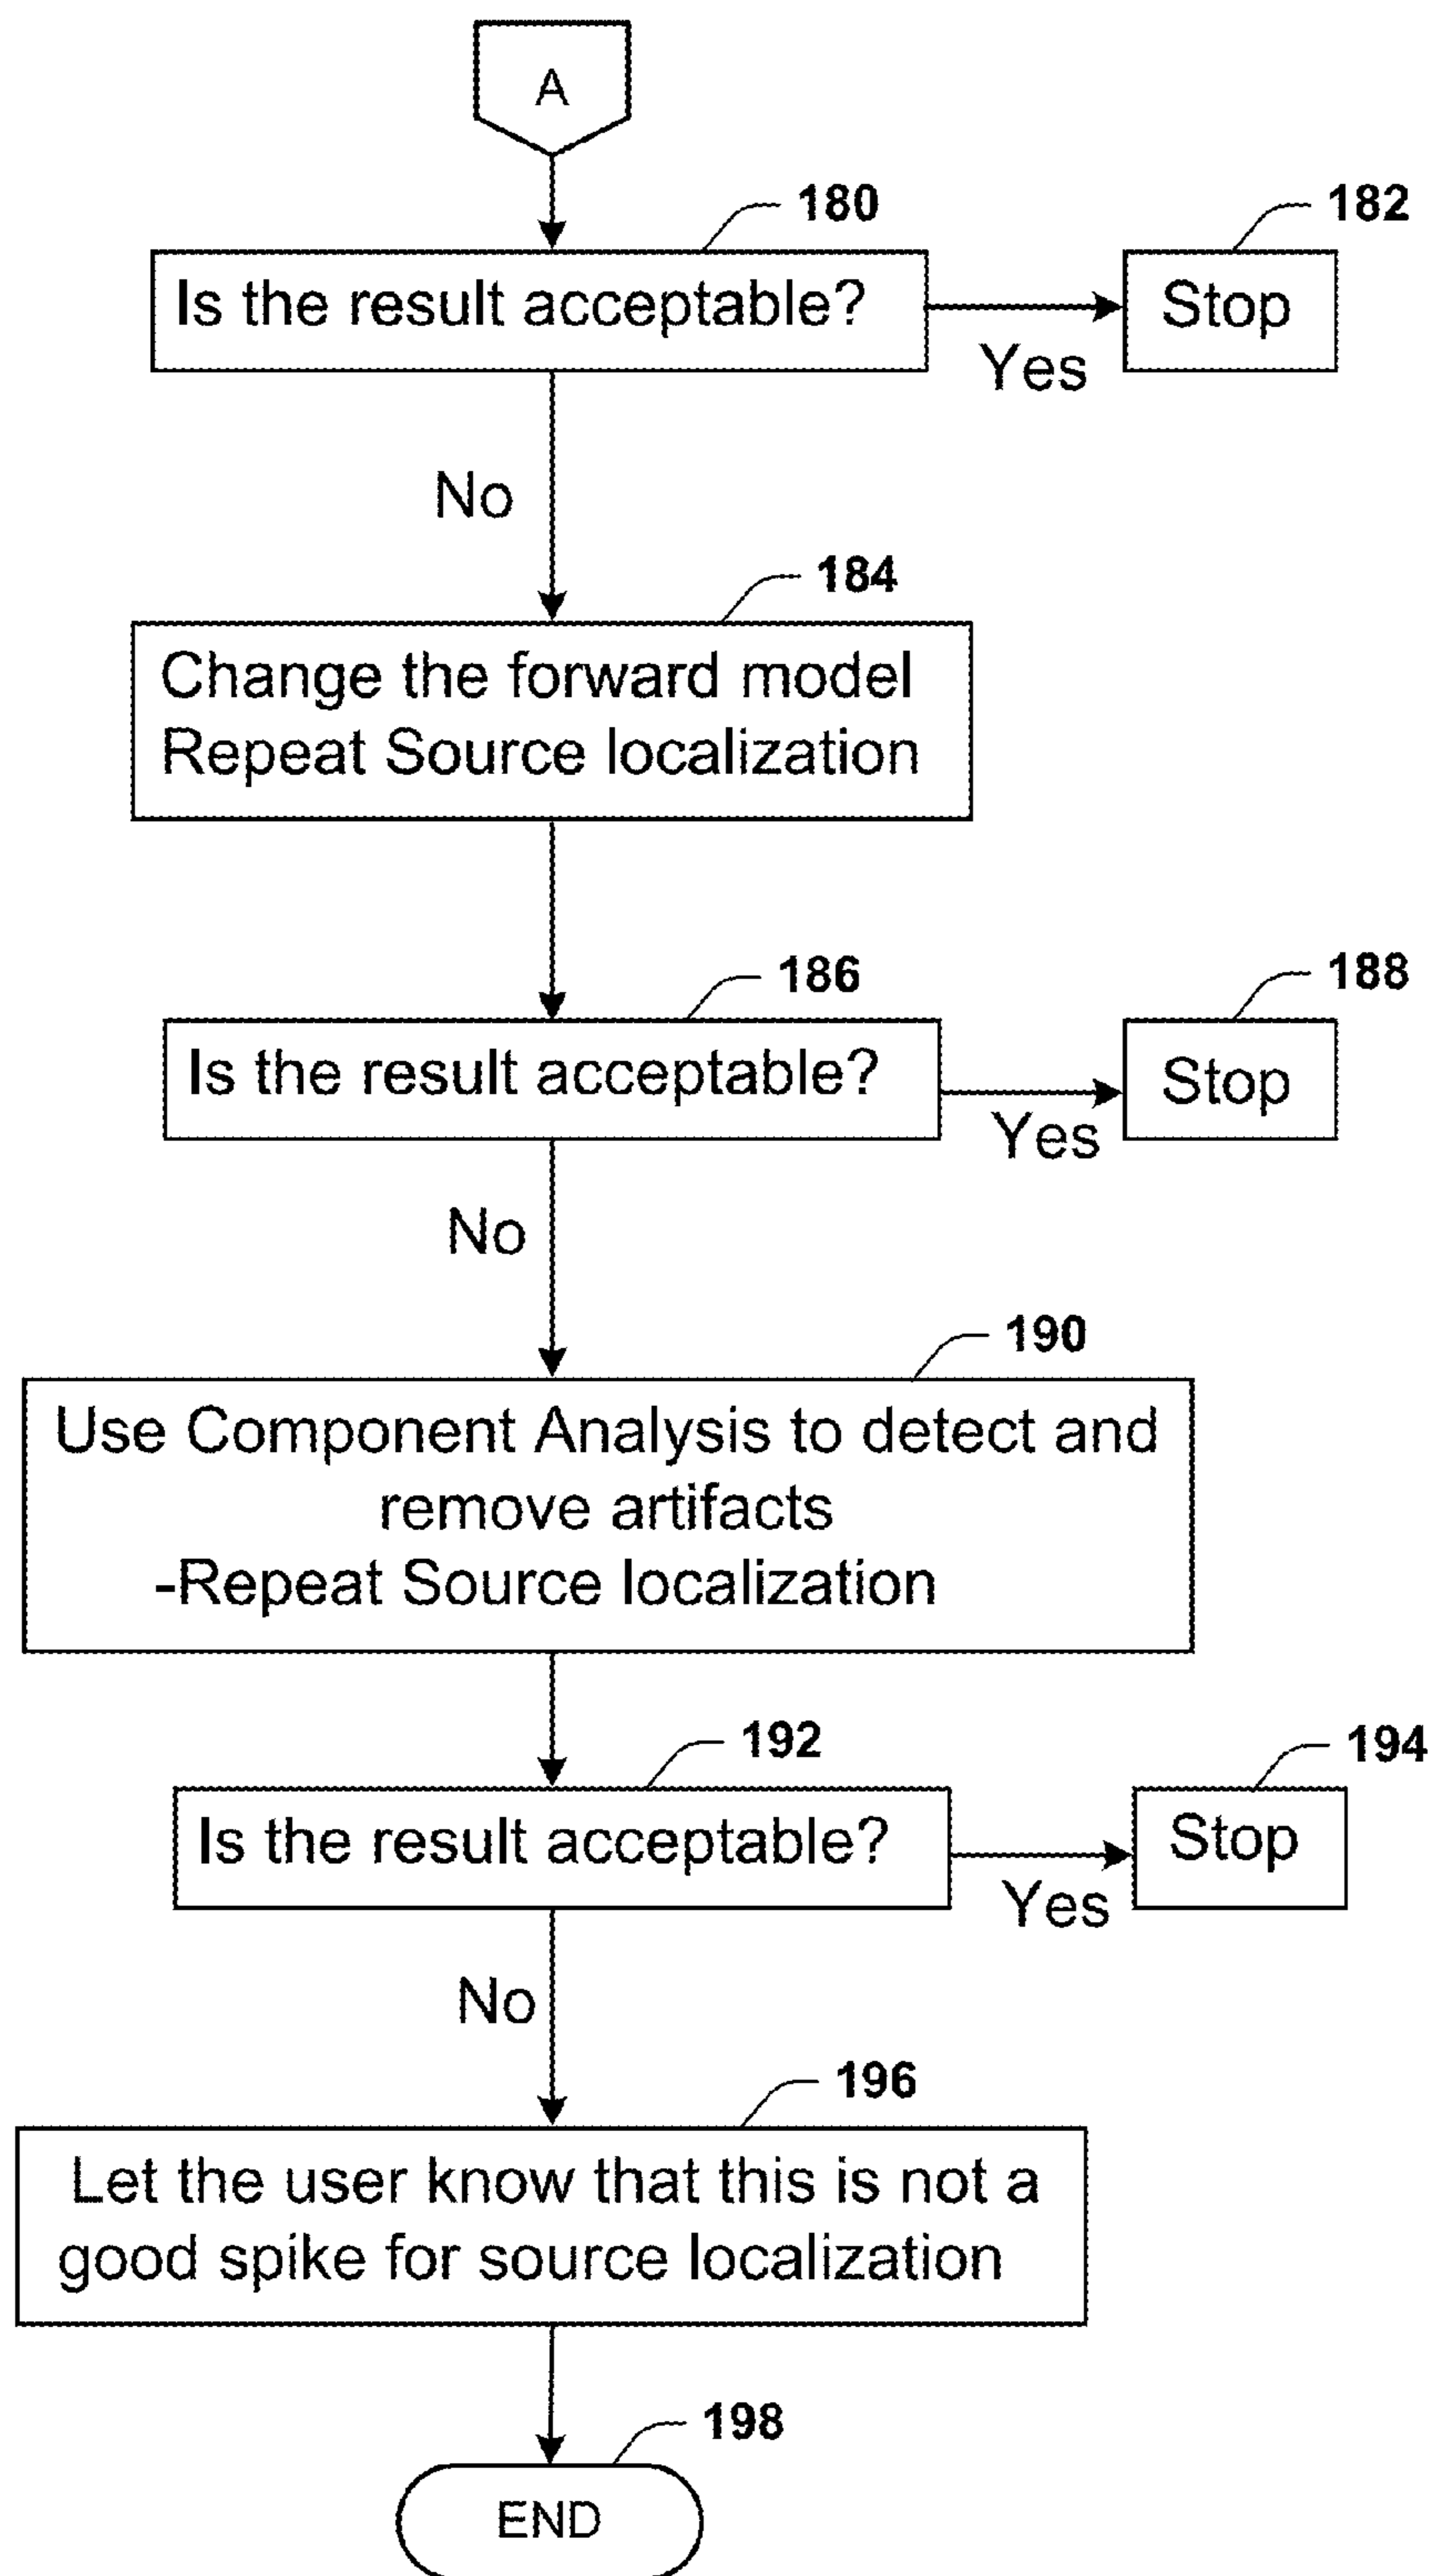 A
180
182
Is the result acceptable?
Stop
Yes
No
184
Change the forward model
Repeat Source localization
186
188
Is the result acceptable?
Stop
Yes
No
190
Use Component Analysis to detect and
remove artifacts
-Repeat Source localization
192
194
Is the result acceptable?
Stop
Yes
No
196
Let the user know that this is not a
good spike for source localization
198
END